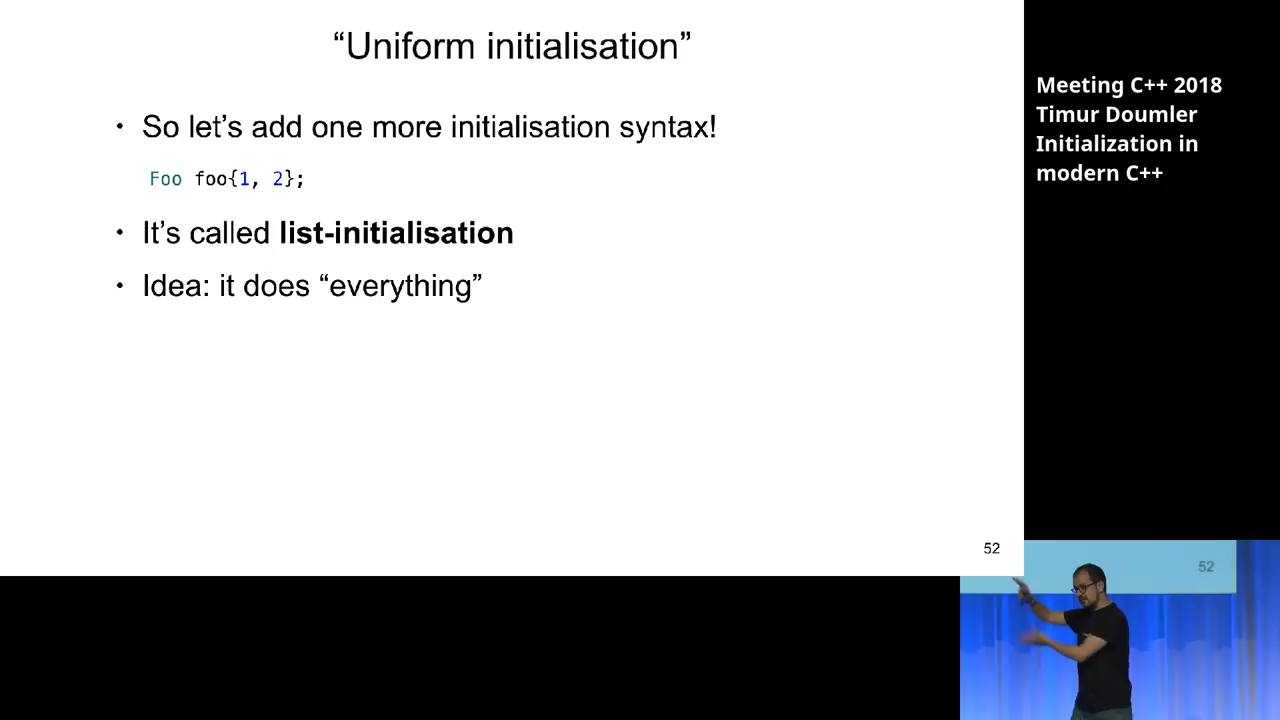 “Uniform initialisation”
• So let’s add one more initialisation syntax!
Foo foo{1, 2};
• It’s called list-initialisation
• Idea: it does “everything”
52
Meeting C++ 2018
Timur Doumler
Initialization in
modern C++
52